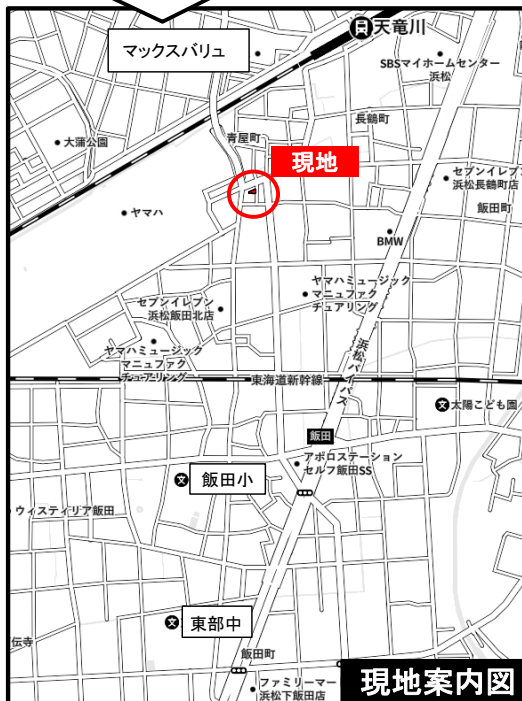 天竜川
マックスバリュ
SBSマイホームセンター
浜松
長鶴町
青屋町
大蒲公園
現地
セブンイレブン
浜松長鶴町店
飯田町
ヤマハ
BMW
ヤマハミュージック
マニュファク
チュアリング
セブンイレブン
浜松飯田北店
ヤマハミュージック
マニュファク
チュアリング
浜松バイパス
東海道新幹線
文 太陽こども園
飯田
アポロステーション
セルフ飯田SS
文 飯田小
ウィスティリア飯田
文 東部中
伝寺
飯田町
ファミリーマー
浜松下飯田店
現地案内図